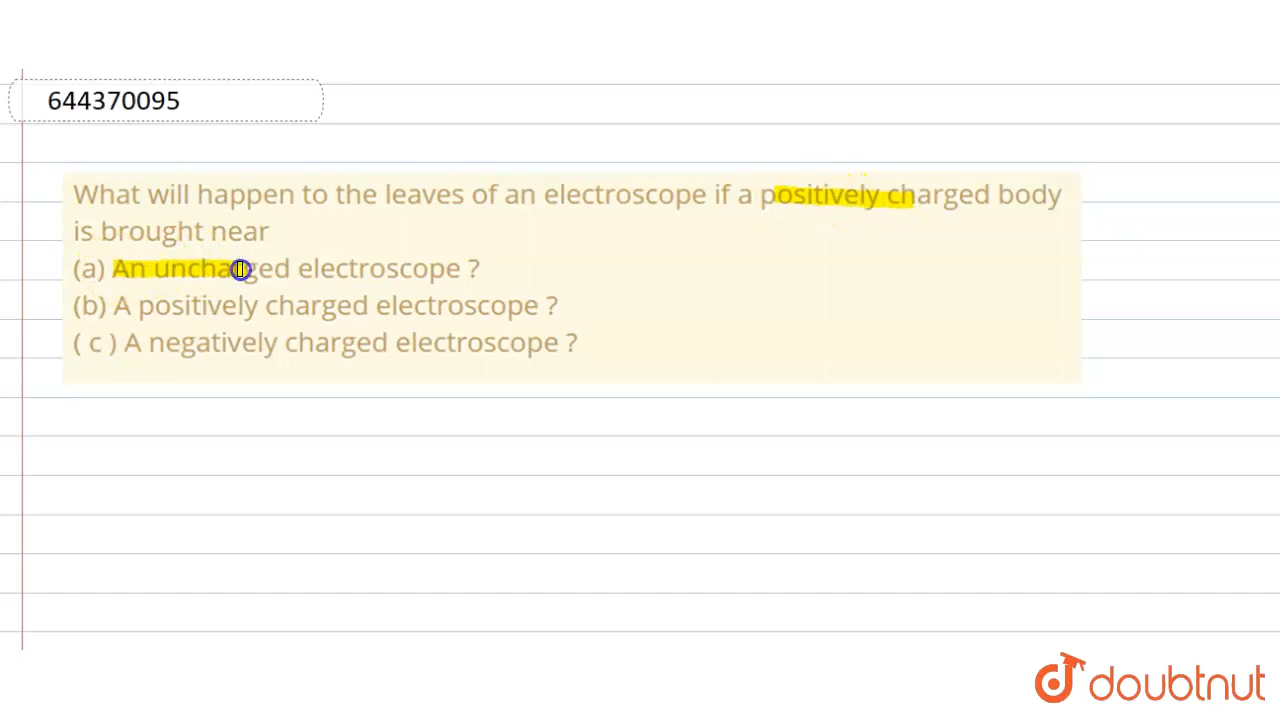 644370095
What will happen to the leaves of an electroscope if a positively charged body
is brought near
(a) An uncharged electroscope ?
(b) A positively charged electroscope ?
( c ) A negatively charged electroscope ?
doubtnut